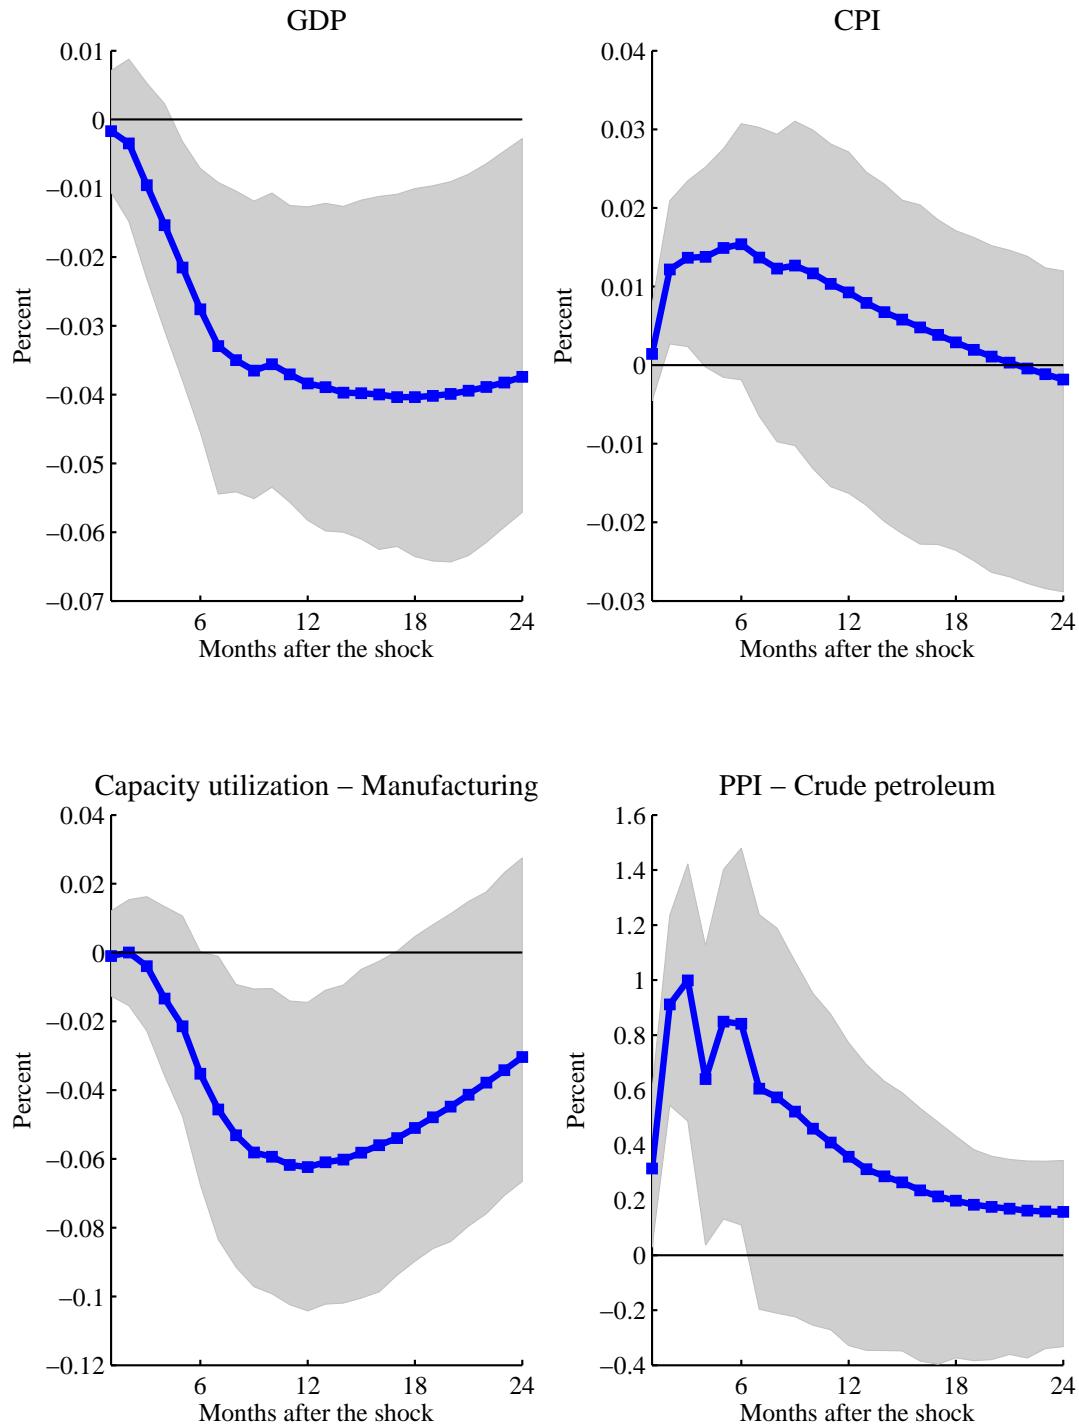 GDP
0.01
0
−0.01
−0.02
−0.03
−0.04
−0.05
−0.06
−0.07
Percent
6 12 18 24
Months after the shock
CPI
0.04
0.03
0.02
0.01
0
−0.01
−0.02
−0.03
Percent
6 12 18 24
Months after the shock
Capacity utilization − Manufacturing
0.04
0.02
0
−0.02
−0.04
−0.06
−0.08
−0.1
−0.12
Percent
6 12 18 24
Months after the shock
PPI − Crude petroleum
1.6
1.4
1.2
1
0.8
0.6
0.4
0.2
0
−0.2
−0.4
Percent
6 12 18 24
Months after the shock